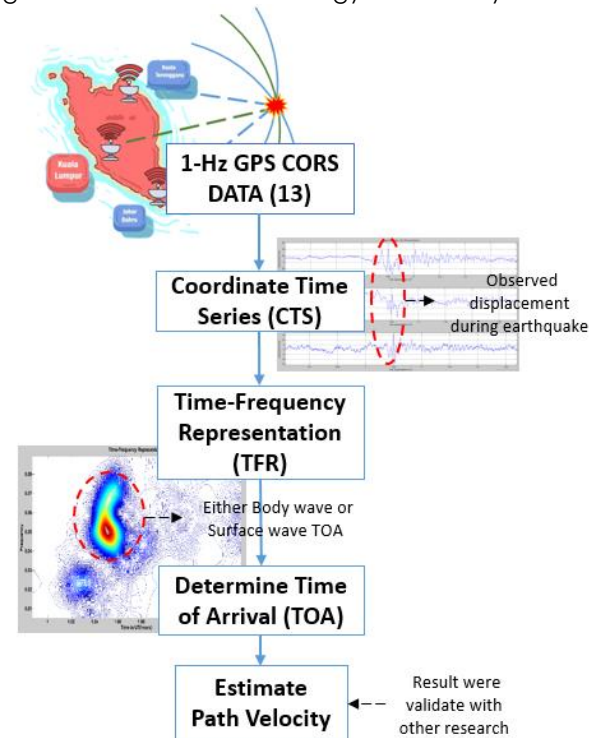 Kuala
Terengganu
Kuala
Lumpur
Johor
Bahru
1-Hz GPS CORS
DATA (13)
Coordinate Time
Series (CTS)
Observed
displacement
during earthquake
Time-Frequency
Representation
(TFR)
Either Body wave or
Surface wave TOA
Frequency
Determine Time
of Arrival (TOA)
Estimate
Path Velocity
Result were
validate with
other research